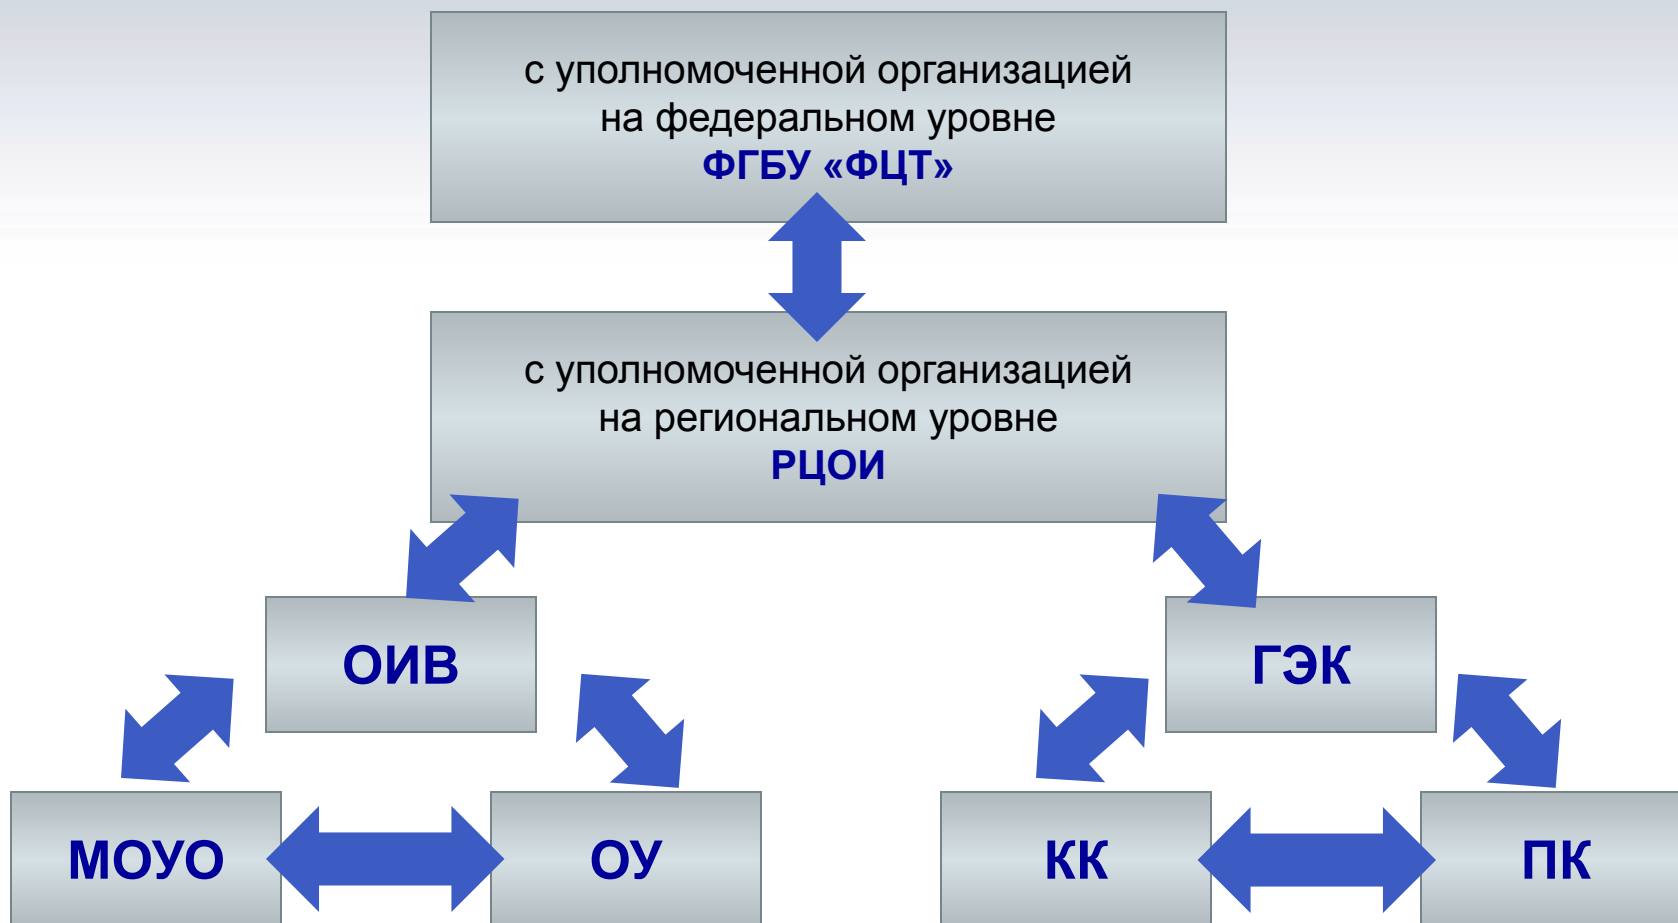 с уполномоченной организацией
на федеральном уровне
ФГБУ «ФЦТ»
с уполномоченной организацией
на региональном уровне
РЦОИ
ОИВ
ГЭК
МОУО
ОУ
КК
ПК